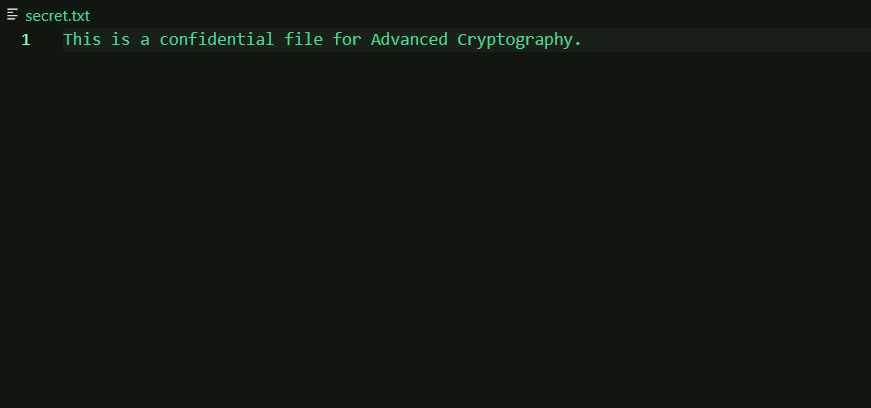 secret.txt
1 This is a confidential file for Advanced Cryptography.